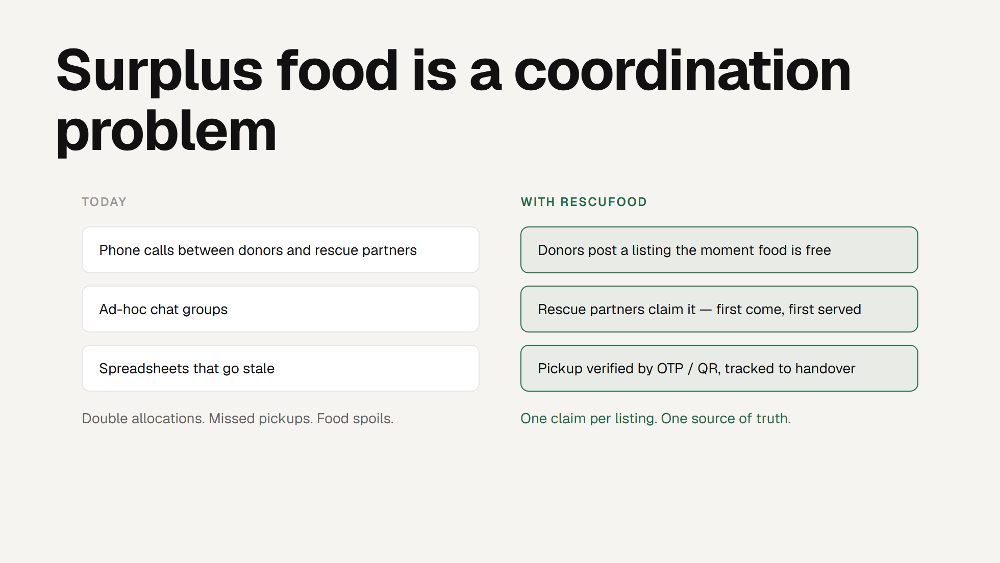 Surplus food is a coordination
problem
TODAY
Phone calls between donors and rescue partners
Ad-hoc chat groups
Spreadsheets that go stale
Double allocations. Missed pickups. Food spoils.
WITH RESCUFOOD
Donors post a listing the moment food is free
Rescue partners claim it — first come, first served
Pickup verified by OTP / QR, tracked to handover
One claim per listing. One source of truth.